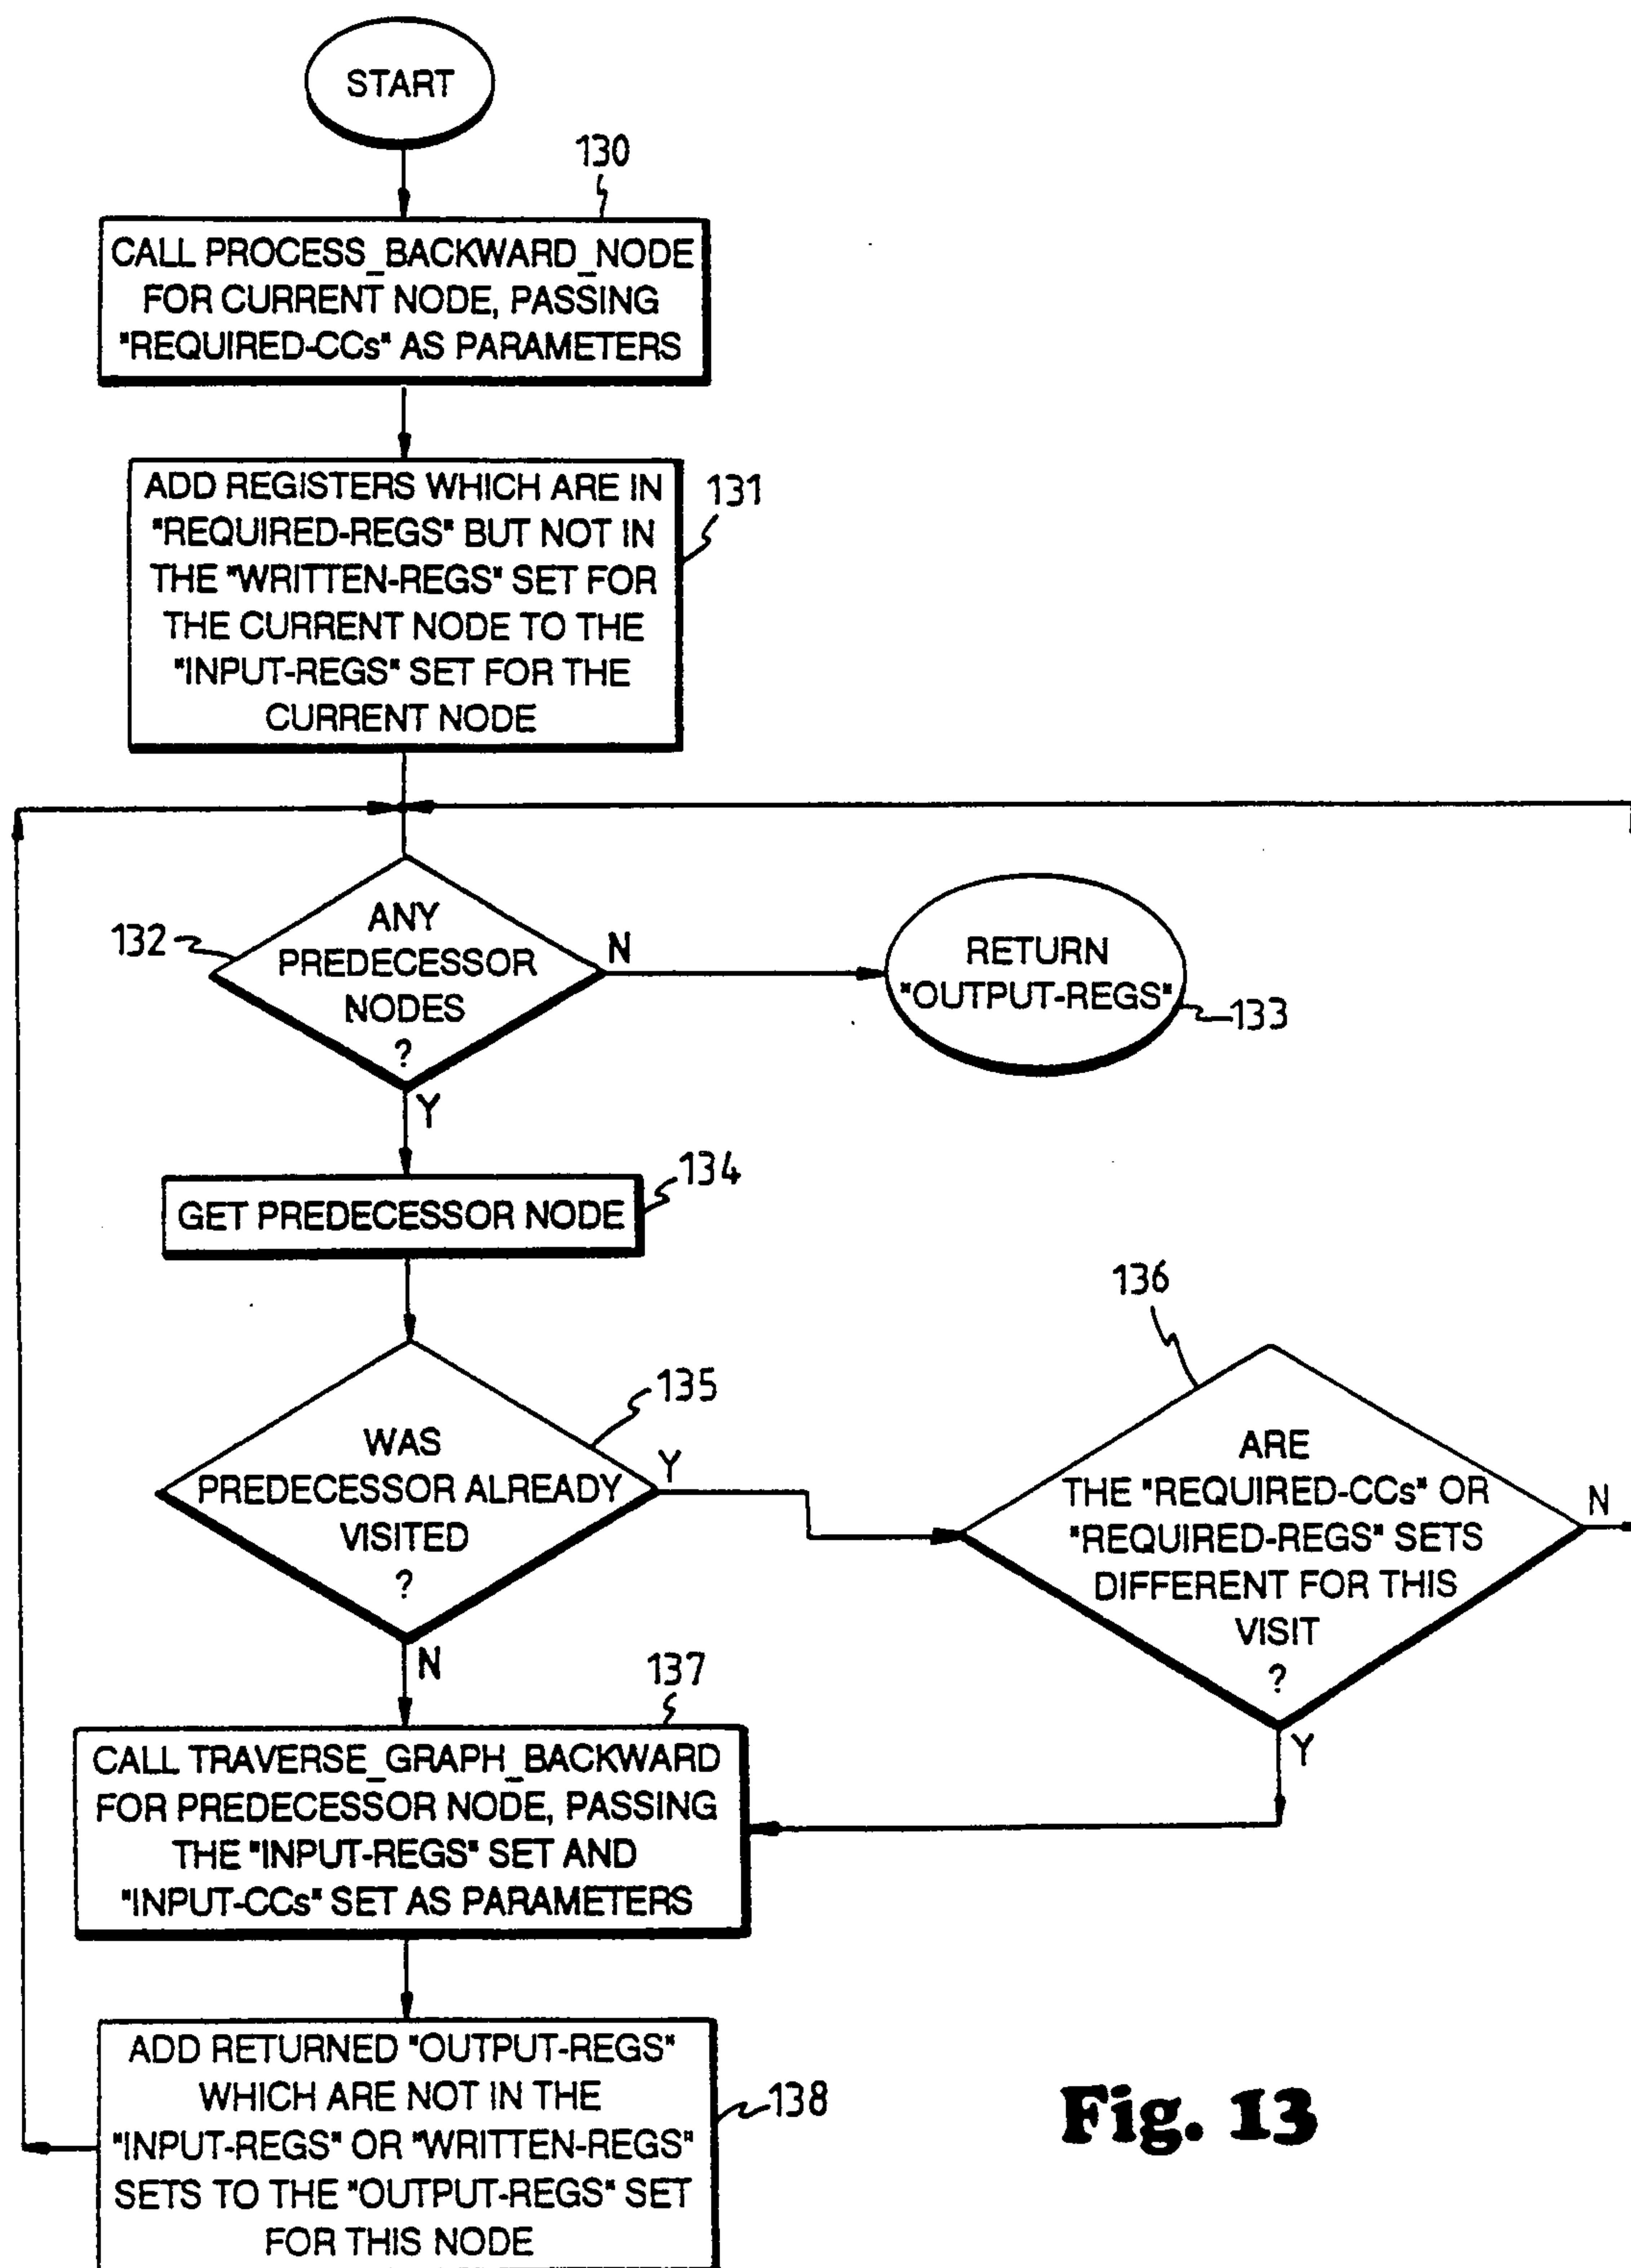 START
130
CALL PROCESS_BACKWARD_NODE
FOR CURRENT NODE, PASSING
"REQUIRED-CCs" AS PARAMETERS
ADD REGISTERS WHICH ARE IN
"REQUIRED-REGS" BUT NOT IN
THE "WRITTEN-REGS" SET FOR
THE CURRENT NODE TO THE
"INPUT-REGS" SET FOR THE
CURRENT NODE
131
132
ANY
PREDECESSOR
NODES
?
N
Y
RETURN
"OUTPUT-REGS"
133
134
GET PREDECESSOR NODE
135
WAS
PREDECESSOR ALREADY
VISITED
?
Y
N
136
ARE
THE "REQUIRED-CCs" OR
"REQUIRED-REGS" SETS
DIFFERENT FOR THIS
VISIT
?
N
Y
137
CALL TRAVERSE_GRAPH_BACKWARD
FOR PREDECESSOR NODE, PASSING
THE "INPUT-REGS" SET AND
"INPUT-CCs" SET AS PARAMETERS
ADD RETURNED "OUTPUT-REGS"
WHICH ARE NOT IN THE
"INPUT-REGS" OR "WRITTEN-REGS"
SETS TO THE "OUTPUT-REGS" SET
FOR THIS NODE
138
Fig. 13